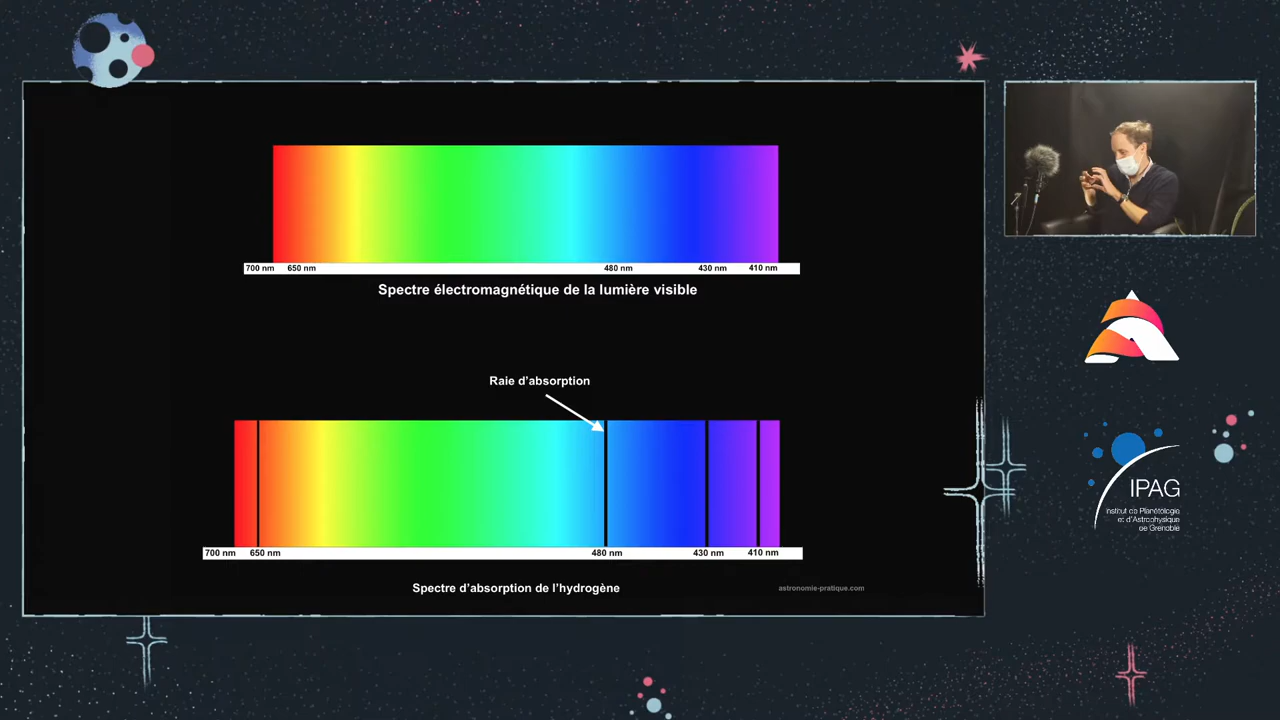 700 nm 650 nm 480 nm 430 nm 410 nm
Spectre électromagnétique de la lumière visible
Raie d'absorption
700 nm 650 nm 480 nm 430 nm 410 nm
Spectre d'absorption de l'hydrogène
astronomie-pratique.com
IPAG
Institut de Planétologie
et d'Astrophysique
de Grenoble